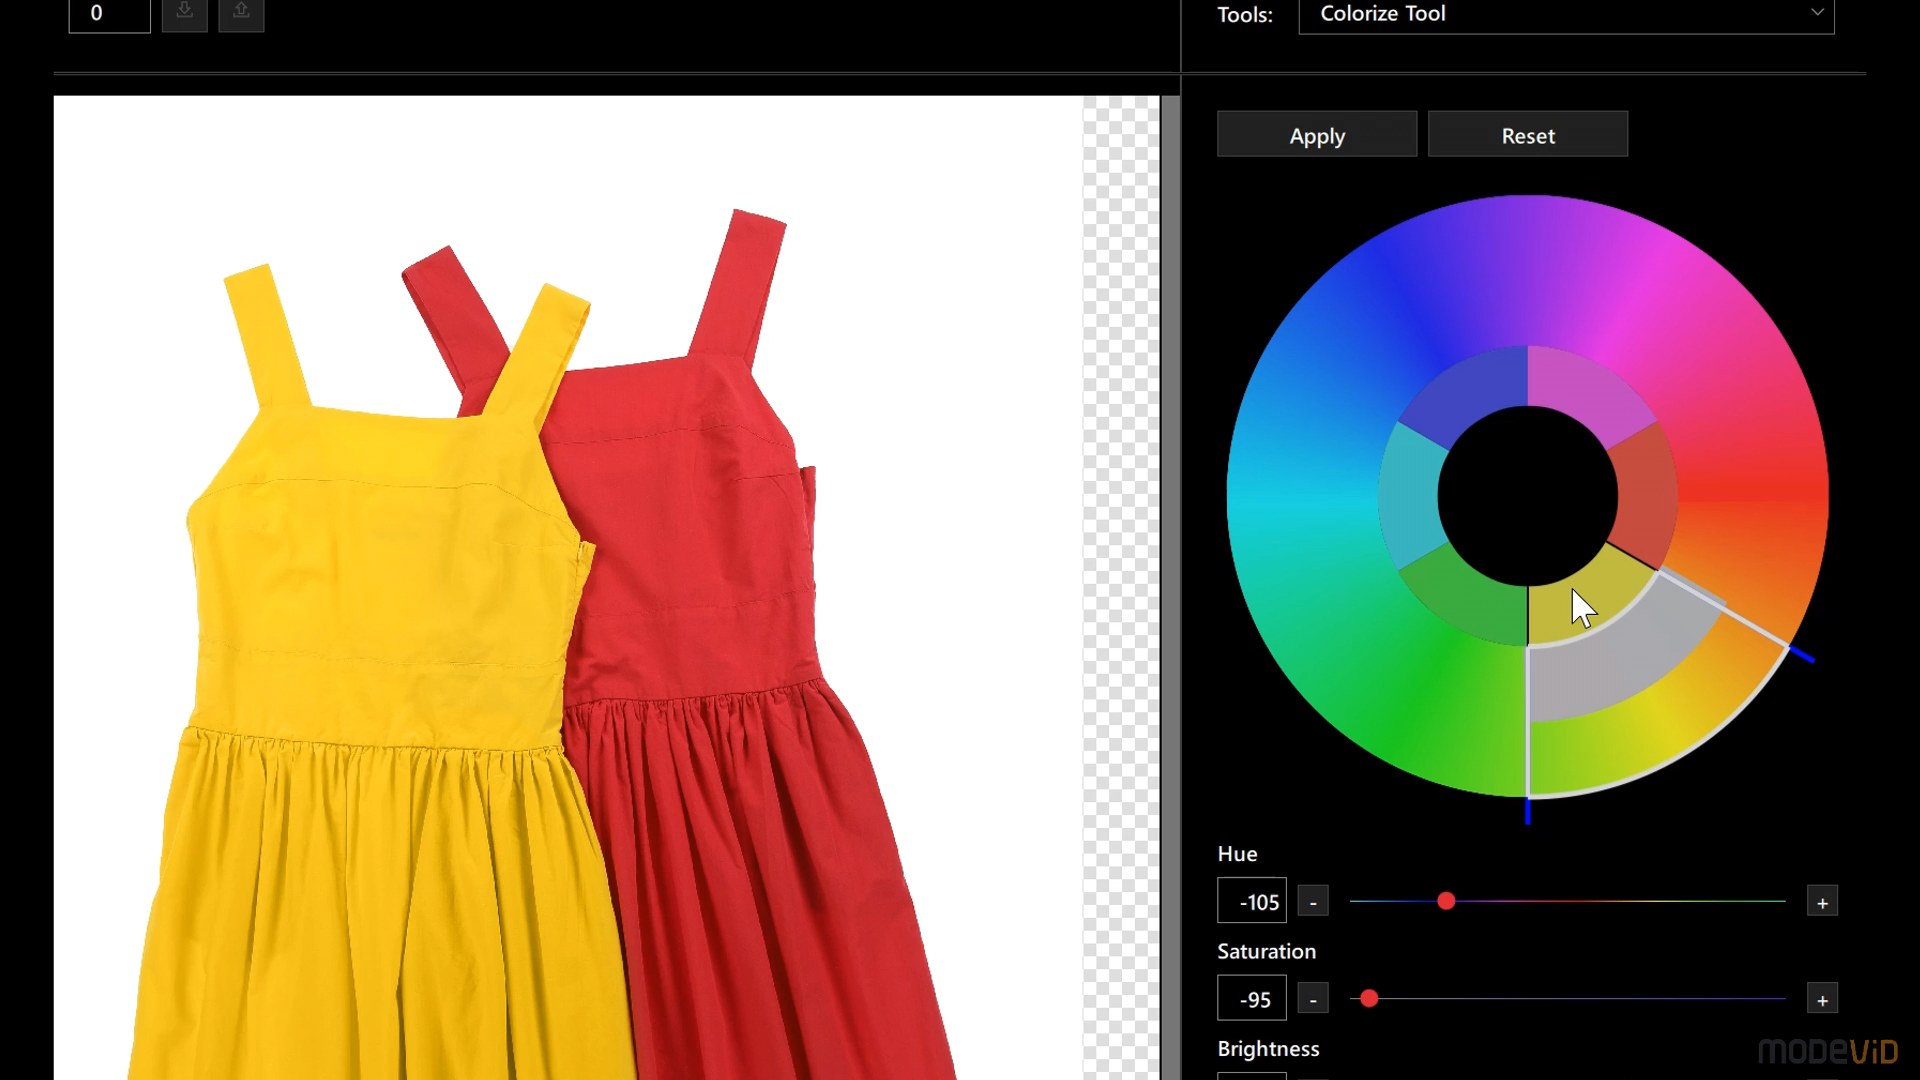 0
Tools:
Colorize Tool
Apply
Reset
Hue
-105
-
+
Saturation
-95
-
+
Brightness
MODEViD